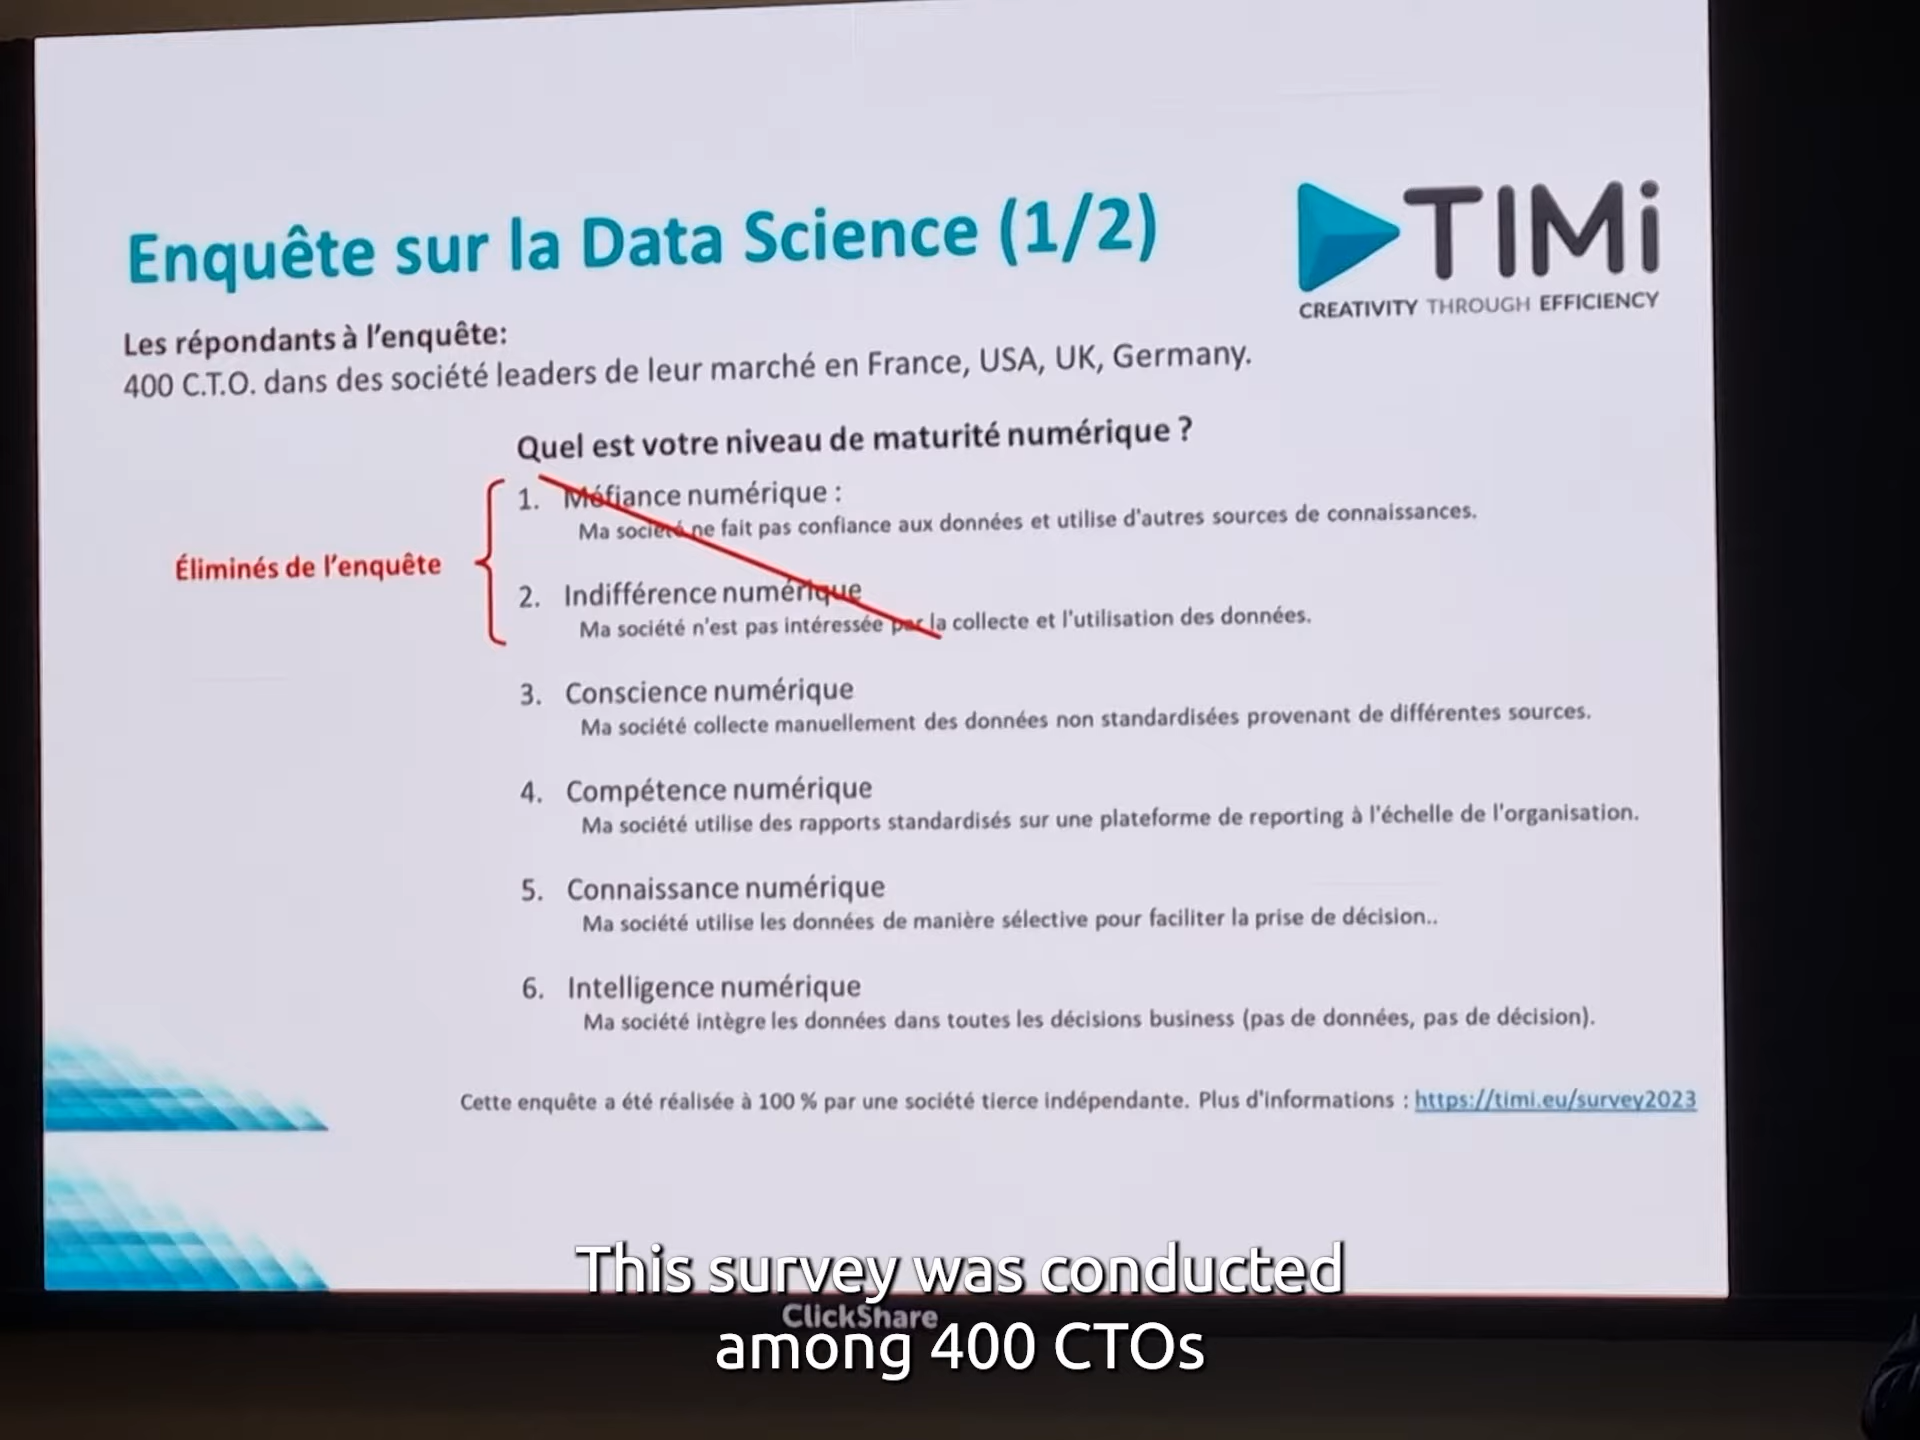 Enquête sur la Data Science (1/2)
TIMi
CREATIVITY THROUGH EFFICIENCY
Les répondants à l'enquête:
400 C.T.O. dans des société leaders de leur marché en France, USA, UK, Germany.
Quel est votre niveau de maturité numérique ?
Éliminés de l'enquête
1. Méfiance numérique :
Ma société ne fait pas confiance aux données et utilise d'autres sources de connaissances.
2. Indifférence numérique
Ma société n'est pas intéressée par la collecte et l'utilisation des données.
3. Conscience numérique
Ma société collecte manuellement des données non standardisées provenant de différentes sources.
4. Compétence numérique
Ma société utilise des rapports standardisés sur une plateforme de reporting à l'échelle de l'organisation.
5. Connaissance numérique
Ma société utilise les données de manière sélective pour faciliter la prise de décision..
6. Intelligence numérique
Ma société intègre les données dans toutes les décisions business (pas de données, pas de décision).
Cette enquête a été réalisée à 100 % par une société tierce indépendante. Plus d'informations : https://timi.eu/survey2023
This survey was conducted
ClickShare
among 400 CTOs